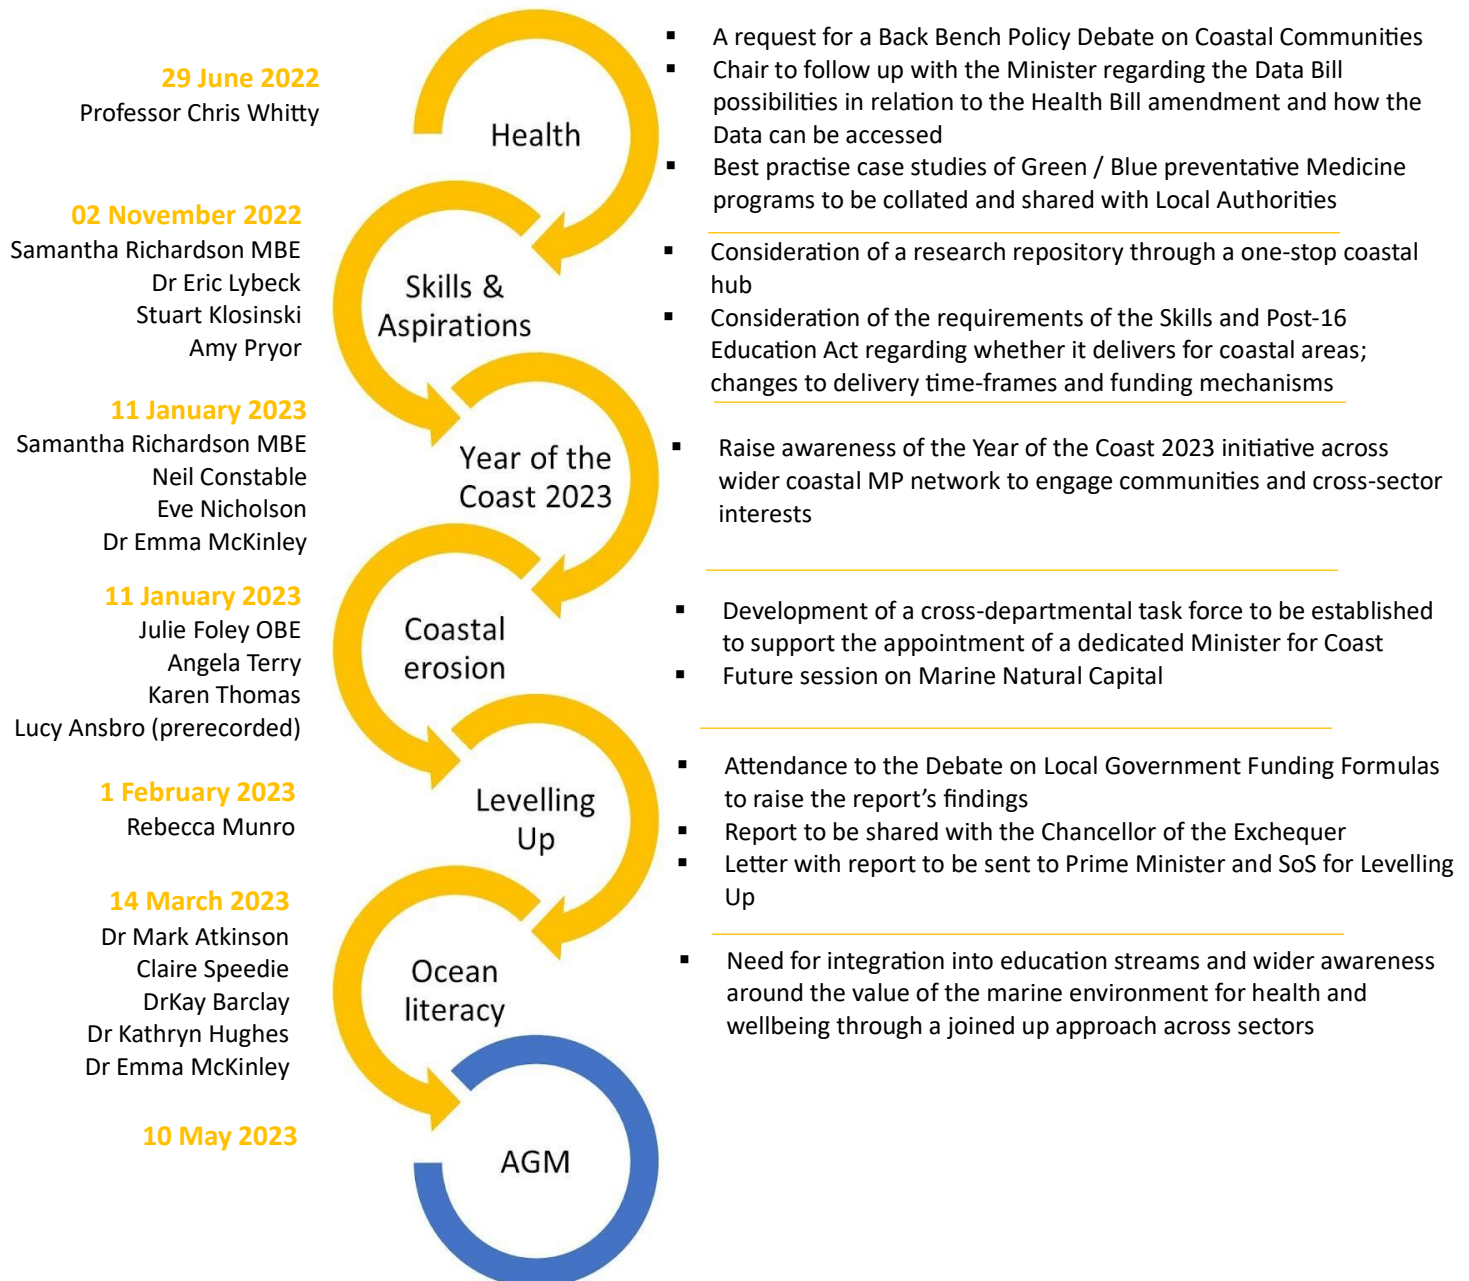 29 June 2022
Professor Chris Whitty
Health
▪ A request for a Back Bench Policy Debate on Coastal Communities
▪ Chair to follow up with the Minister regarding the Data Bill
possibilities in relation to the Health Bill amendment and how the
Data can be accessed
▪ Best practise case studies of Green / Blue preventative Medicine
programs to be collated and shared with Local Authorities
02 November 2022
Samantha Richardson MBE
Dr Eric Lybeck
Stuart Klosinski
Amy Pryor
Skills &
Aspirations
▪ Consideration of a research repository through a one-stop coastal
hub
▪ Consideration of the requirements of the Skills and Post-16
Education Act regarding whether it delivers for coastal areas;
changes to delivery time-frames and funding mechanisms
11 January 2023
Samantha Richardson MBE
Neil Constable
Eve Nicholson
Dr Emma McKinley
Year of the
Coast 2023
▪ Raise awareness of the Year of the Coast 2023 initiative across
wider coastal MP network to engage communities and cross-sector
interests
11 January 2023
Julie Foley OBE
Angela Terry
Karen Thomas
Lucy Ansbro (prerecorded)
Coastal
erosion
▪ Development of a cross-departmental task force to be established
to support the appointment of a dedicated Minister for Coast
▪ Future session on Marine Natural Capital
1 February 2023
Rebecca Munro
Levelling
Up
▪ Attendance to the Debate on Local Government Funding Formulas
to raise the report’s findings
▪ Report to be shared with the Chancellor of the Exchequer
▪ Letter with report to be sent to Prime Minister and SoS for Levelling
Up
14 March 2023
Dr Mark Atkinson
Claire Speedie
DrKay Barclay
Dr Kathryn Hughes
Dr Emma McKinley
Ocean
literacy
▪ Need for integration into education streams and wider awareness
around the value of the marine environment for health and
wellbeing through a joined up approach across sectors
10 May 2023
AGM